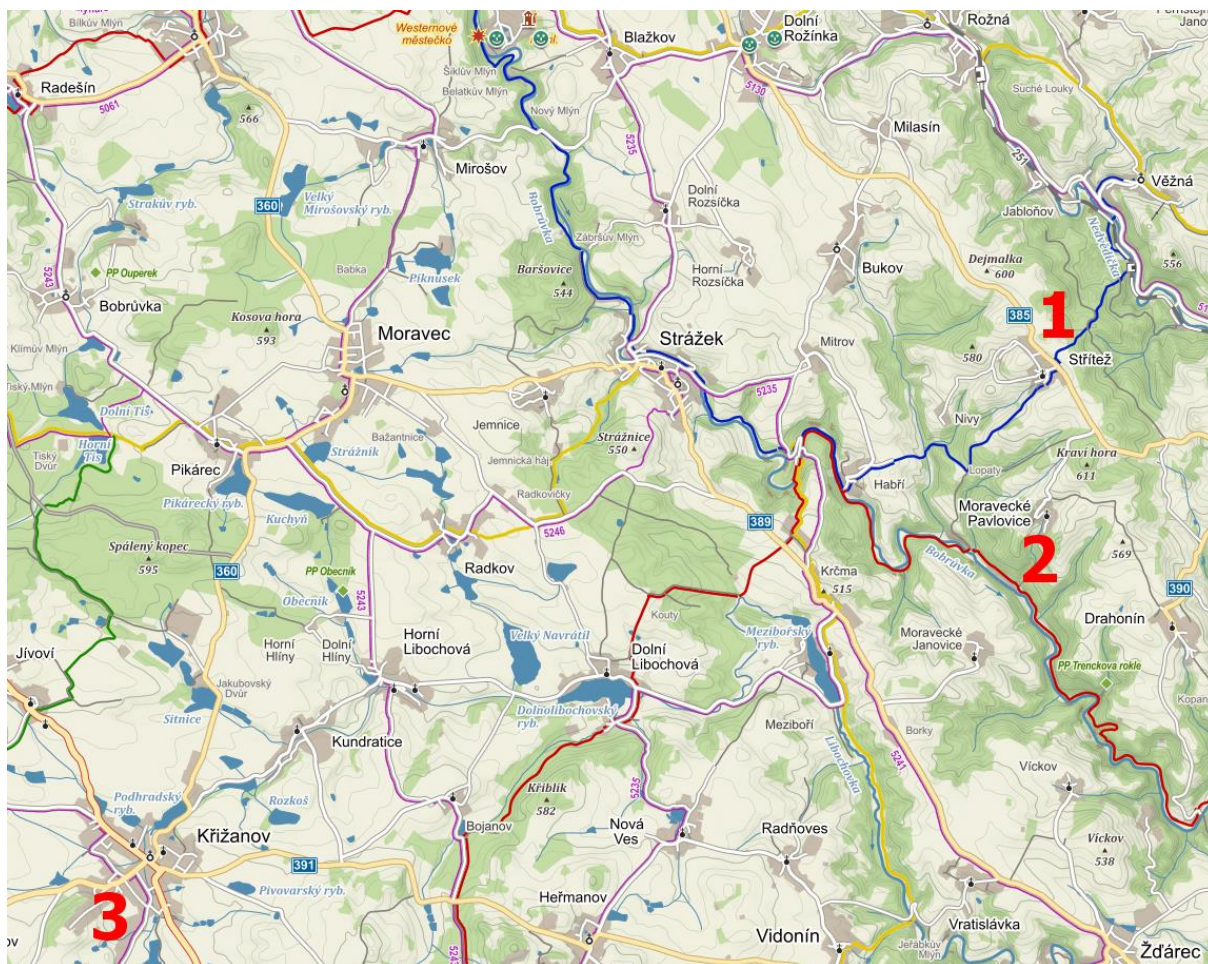 Bílkův Mlýn
Westernové
městečko
Blažkov
Dolní
Rožínka
Rožná
Šiklův Mlýn
Belatkův Mlýn
Nový Mlýn
Radešín
5061
566
5130
Suché Louky
Milasín
251
Mirošov
5235
Věžná
Strakův ryb.
360
Velký
Mirošovský ryb.
Bobrůvka
Dolní
Rozsíčka
Jabloňov
Nedvědička
Zábršův Mlýn
Horní
Rozsíčka
Bukov
Dejmalka
600
556
5243
PP Ouperek
Babka
Piknusek
Baršovice
544
Bobrůvka
Kosova hora
593
385
1
Moravec
Strážek
Mitrov
580
Střítež
Klímův Mlýn
Tiský Mlýn
Dolní Tis
Horní
Tis
Tiský
Dvůr
Jemnice
5235
Nivy
Bažantnice
Strážnice
550
Jemnická háj
Pikárec
Strážník
Kraví hora
611
Lopaty
Habří
Pikárecký ryb.
Kuchyň
Radkovičky
Moravecké
Pavlovice
389
5246
Spálený kopec
595
Radkov
569
2
360
PP Obecník
Obecník
5243
Krčma
515
Bobrůvka
390
Drahonín
Kouty
Jívoví
Horní
Hlíny
Dolní
Hlíny
Horní
Libochová
Velký Navrátil
Dolní
Libochová
Meziborský
ryb.
Moravecké
Janovice
PP Trenckova rokle
Jakubovský
Dvůr
Sitnice
Dolnolibochovský
ryb.
Meziboří
Borky
Kundratice
Libochovka
5241
Víckov
Křiblík
582
5235
Podhradský
ryb.
Rozkoš
Křižanov
Bojanov
Nová
Ves
Radňoves
Víckov
538
391
Pivovarský ryb.
3
Heřmanov
Vidonín
Vratislávka
Jeřábkův
Mlýn
Žďárec